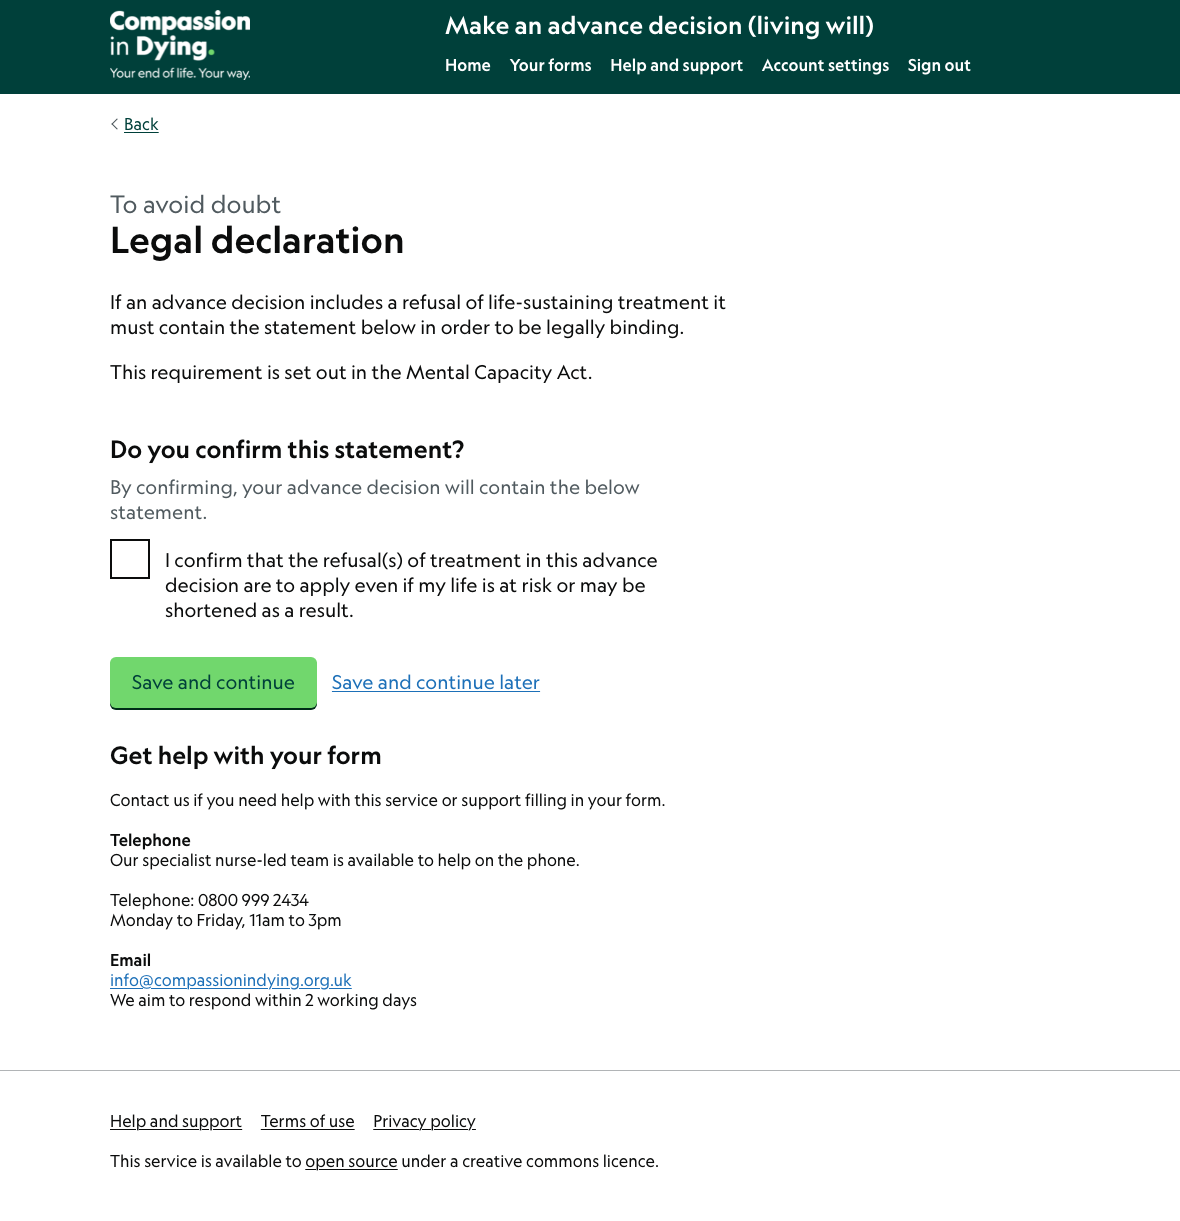 Compassion
in Dying.
Your end of life. Your way.
Make an advance decision (living will)
Home Your forms Help and support Account settings Sign out
Back
To avoid doubt
Legal declaration
If an advance decision includes a refusal of life-sustaining treatment it
must contain the statement below in order to be legally binding.
This requirement is set out in the Mental Capacity Act.
Do you confirm this statement?
By confirming, your advance decision will contain the below
statement.
I confirm that the refusal(s) of treatment in this advance
decision are to apply even if my life is at risk or may be
shortened as a result.
Save and continue Save and continue later
Get help with your form
Contact us if you need help with this service or support filling in your form.
Telephone
Our specialist nurse-led team is available to help on the phone.
Telephone: 0800 999 2434
Monday to Friday, 11am to 3pm
Email
info@compassionindying.org.uk
We aim to respond within 2 working days
Help and support Terms of use Privacy policy
This service is available to open source under a creative commons licence.